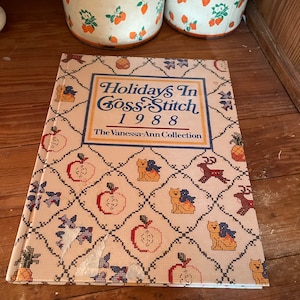 Holidays In
Cross-Stitch
1988
The Vanessa-Ann Collection